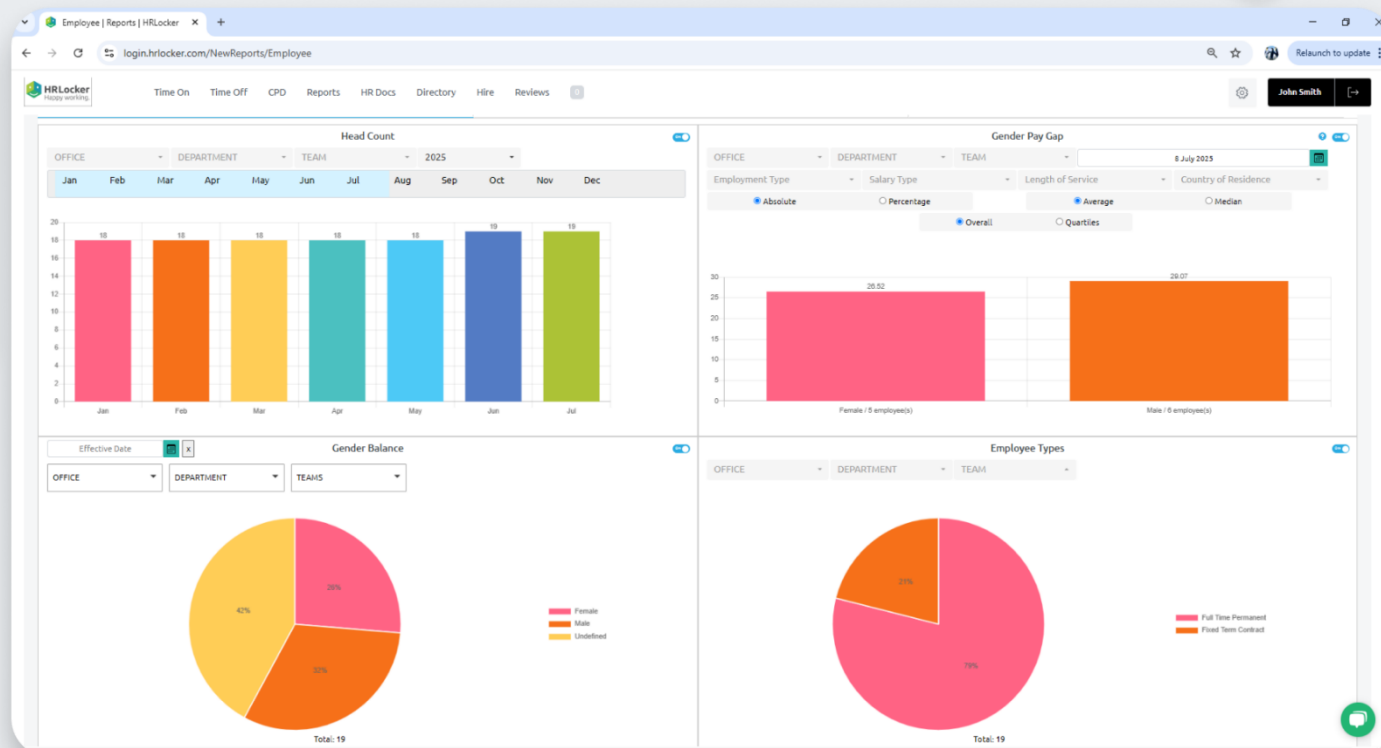 Employee | Reports | HRLocker
login.hrlocker.com/NewReports/Employee
Relaunch to update
HRLocker
Happy working.
Time On Time Off CPD Reports HR Docs Directory Hire Reviews 0
John Smith
Head Count
OFFICE DEPARTMENT TEAM 2025
Jan Feb Mar Apr May Jun Jul Aug Sep Oct Nov Dec
20
18
16
14
12
10
8
6
4
2
0
18 18 18 18 18 19 19
Jan Feb Mar Apr May Jun Jul
Gender Pay Gap
OFFICE DEPARTMENT TEAM 8 July 2025
Employment Type Salary Type Length of Service Country of Residence
Absolute Percentage Average Median
Overall Quartiles
30
25
20
15
10
5
0
26.52 29.07
Female / 5 employee(s) Male / 6 employee(s)
Effective Date x Gender Balance
OFFICE DEPARTMENT TEAMS
26%
42%
32%
Female
Male
Undefined
Total: 19
Employee Types
OFFICE DEPARTMENT TEAM
21%
79%
Full Time Permanent
Fixed Term Contract
Total: 19